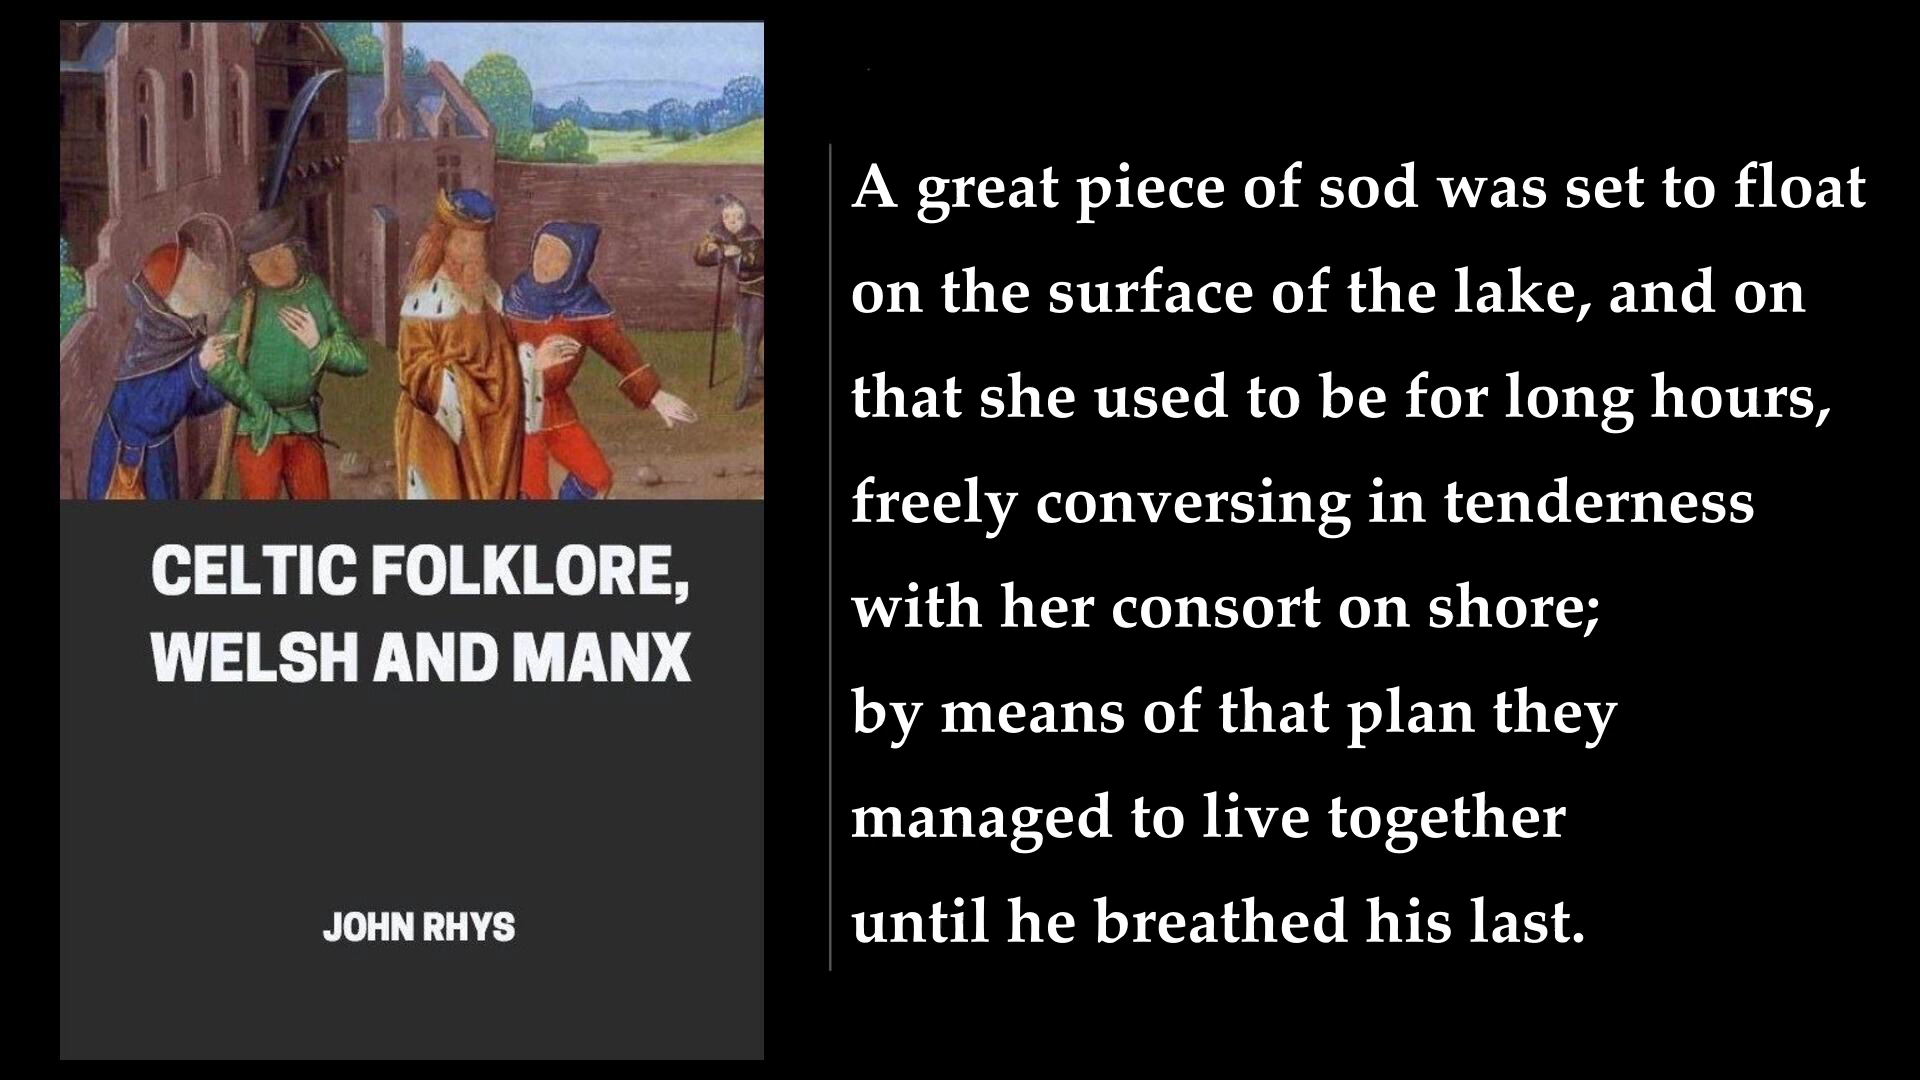 CELTIC FOLKLORE,
WELSH AND MANX
JOHN RHYS
A great piece of sod was set to float
on the surface of the lake, and on
that she used to be for long hours,
freely conversing in tenderness
with her consort on shore;
by means of that plan they
managed to live together
until he breathed his last.